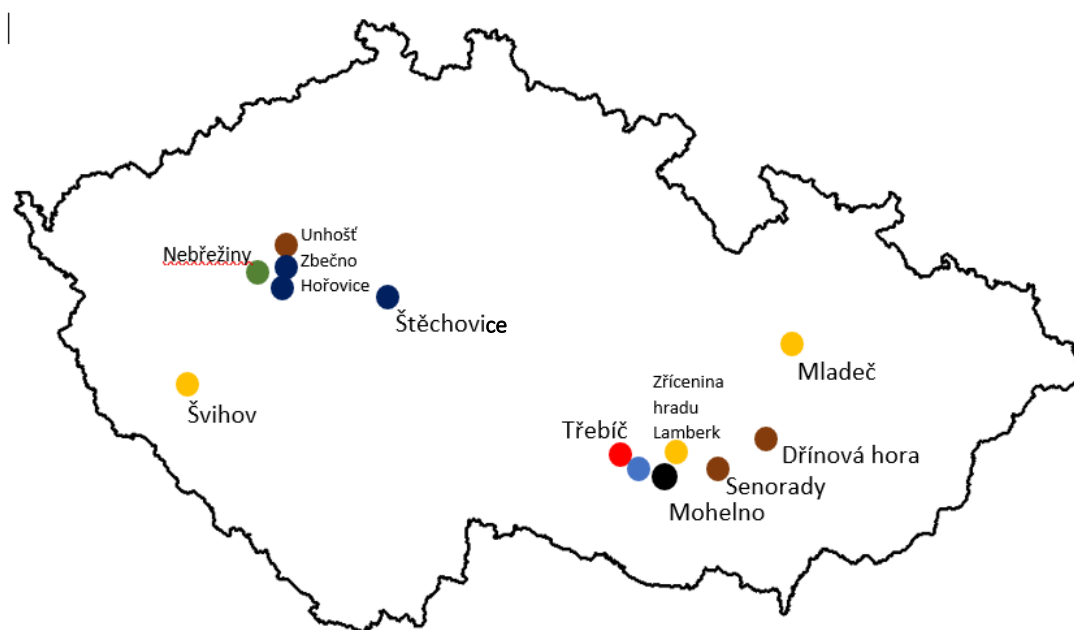 Unhošť
Nebřežiny
Zbečno
Hořovice
Štěchovice
Mladeč
Švihov
Zřícenina
hradu
Lamberk
Třebíč
Dřínová hora
Senorady
Mohelno